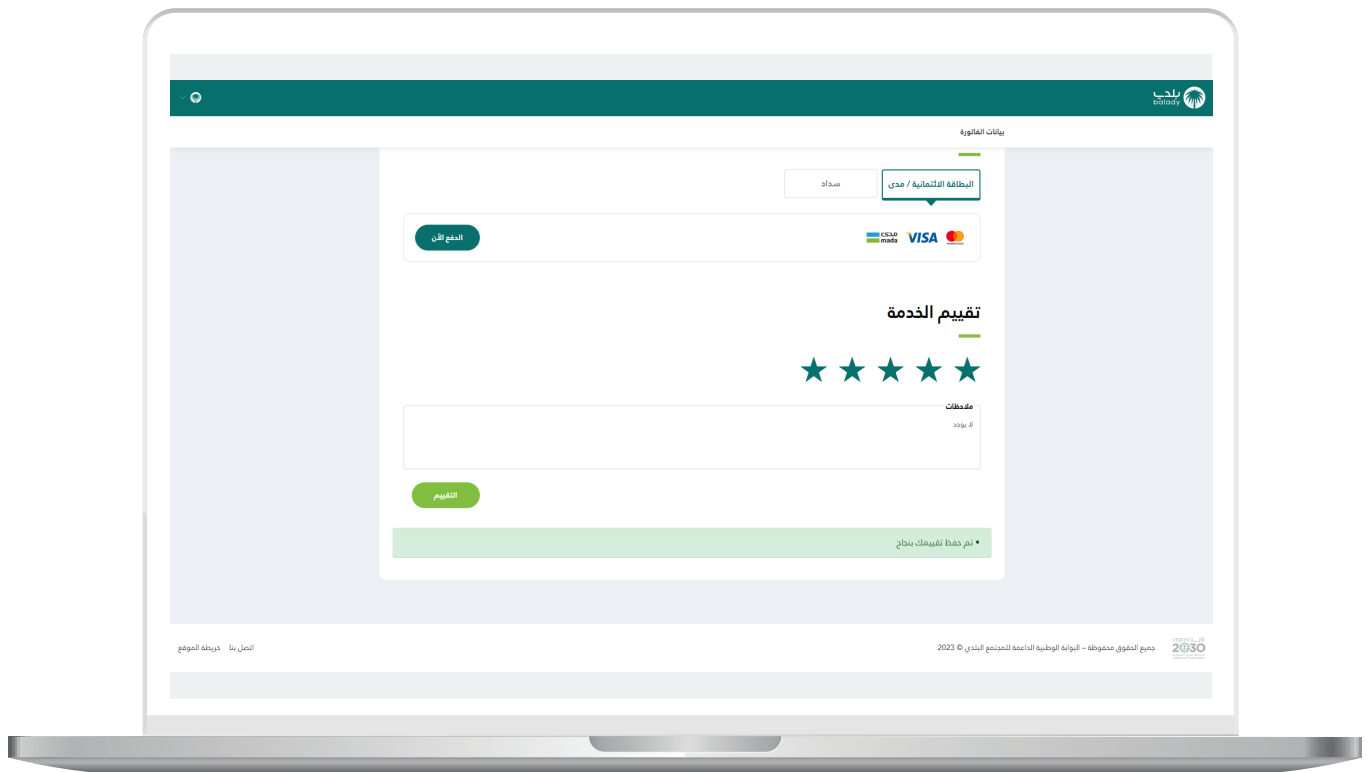 بلدي
balady
بيانات الفاتورة
البطاقة الائتمانية / مدى
سداد
VISA
مدى
mada
الدفع الأن
تقييم الخدمة
ملاحظات
لا يوجد
التقييم
• تم حفظ تقييمك بنجاح
2030
جميع الحقوق محفوظة – البوابة الوطنية الداعمة للمجتمع البلدي © 2023
اتصل بنا
خريطة الموقع